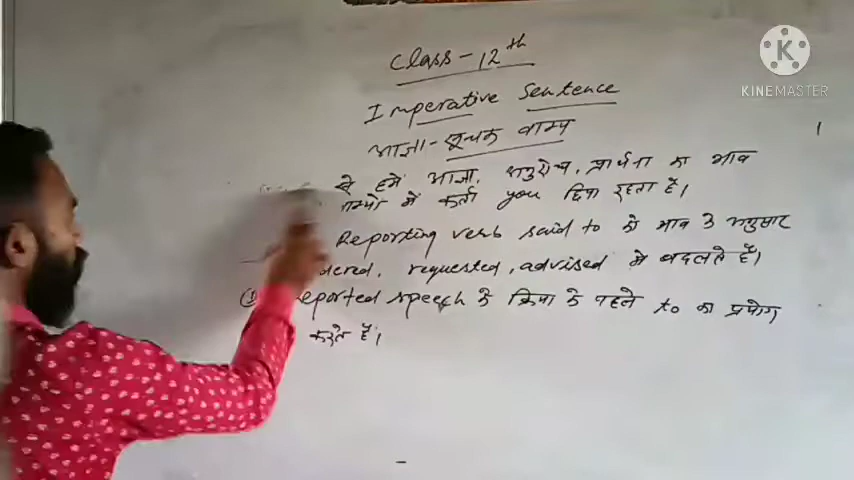 Class - 12th
Imperative Sentence
आज्ञा - सूचक वाक्य
से हमें आज्ञा, अनुरोध, प्रार्थना का भाव
में कर्ता you छिपा रहता है।
Reporting verb said to को भाव के अनुसार
requested, advised मे बदलते हैं।
reported speech के क्रिया के पहले to का प्रयोग
करते हैं।
K
KINEMASTER